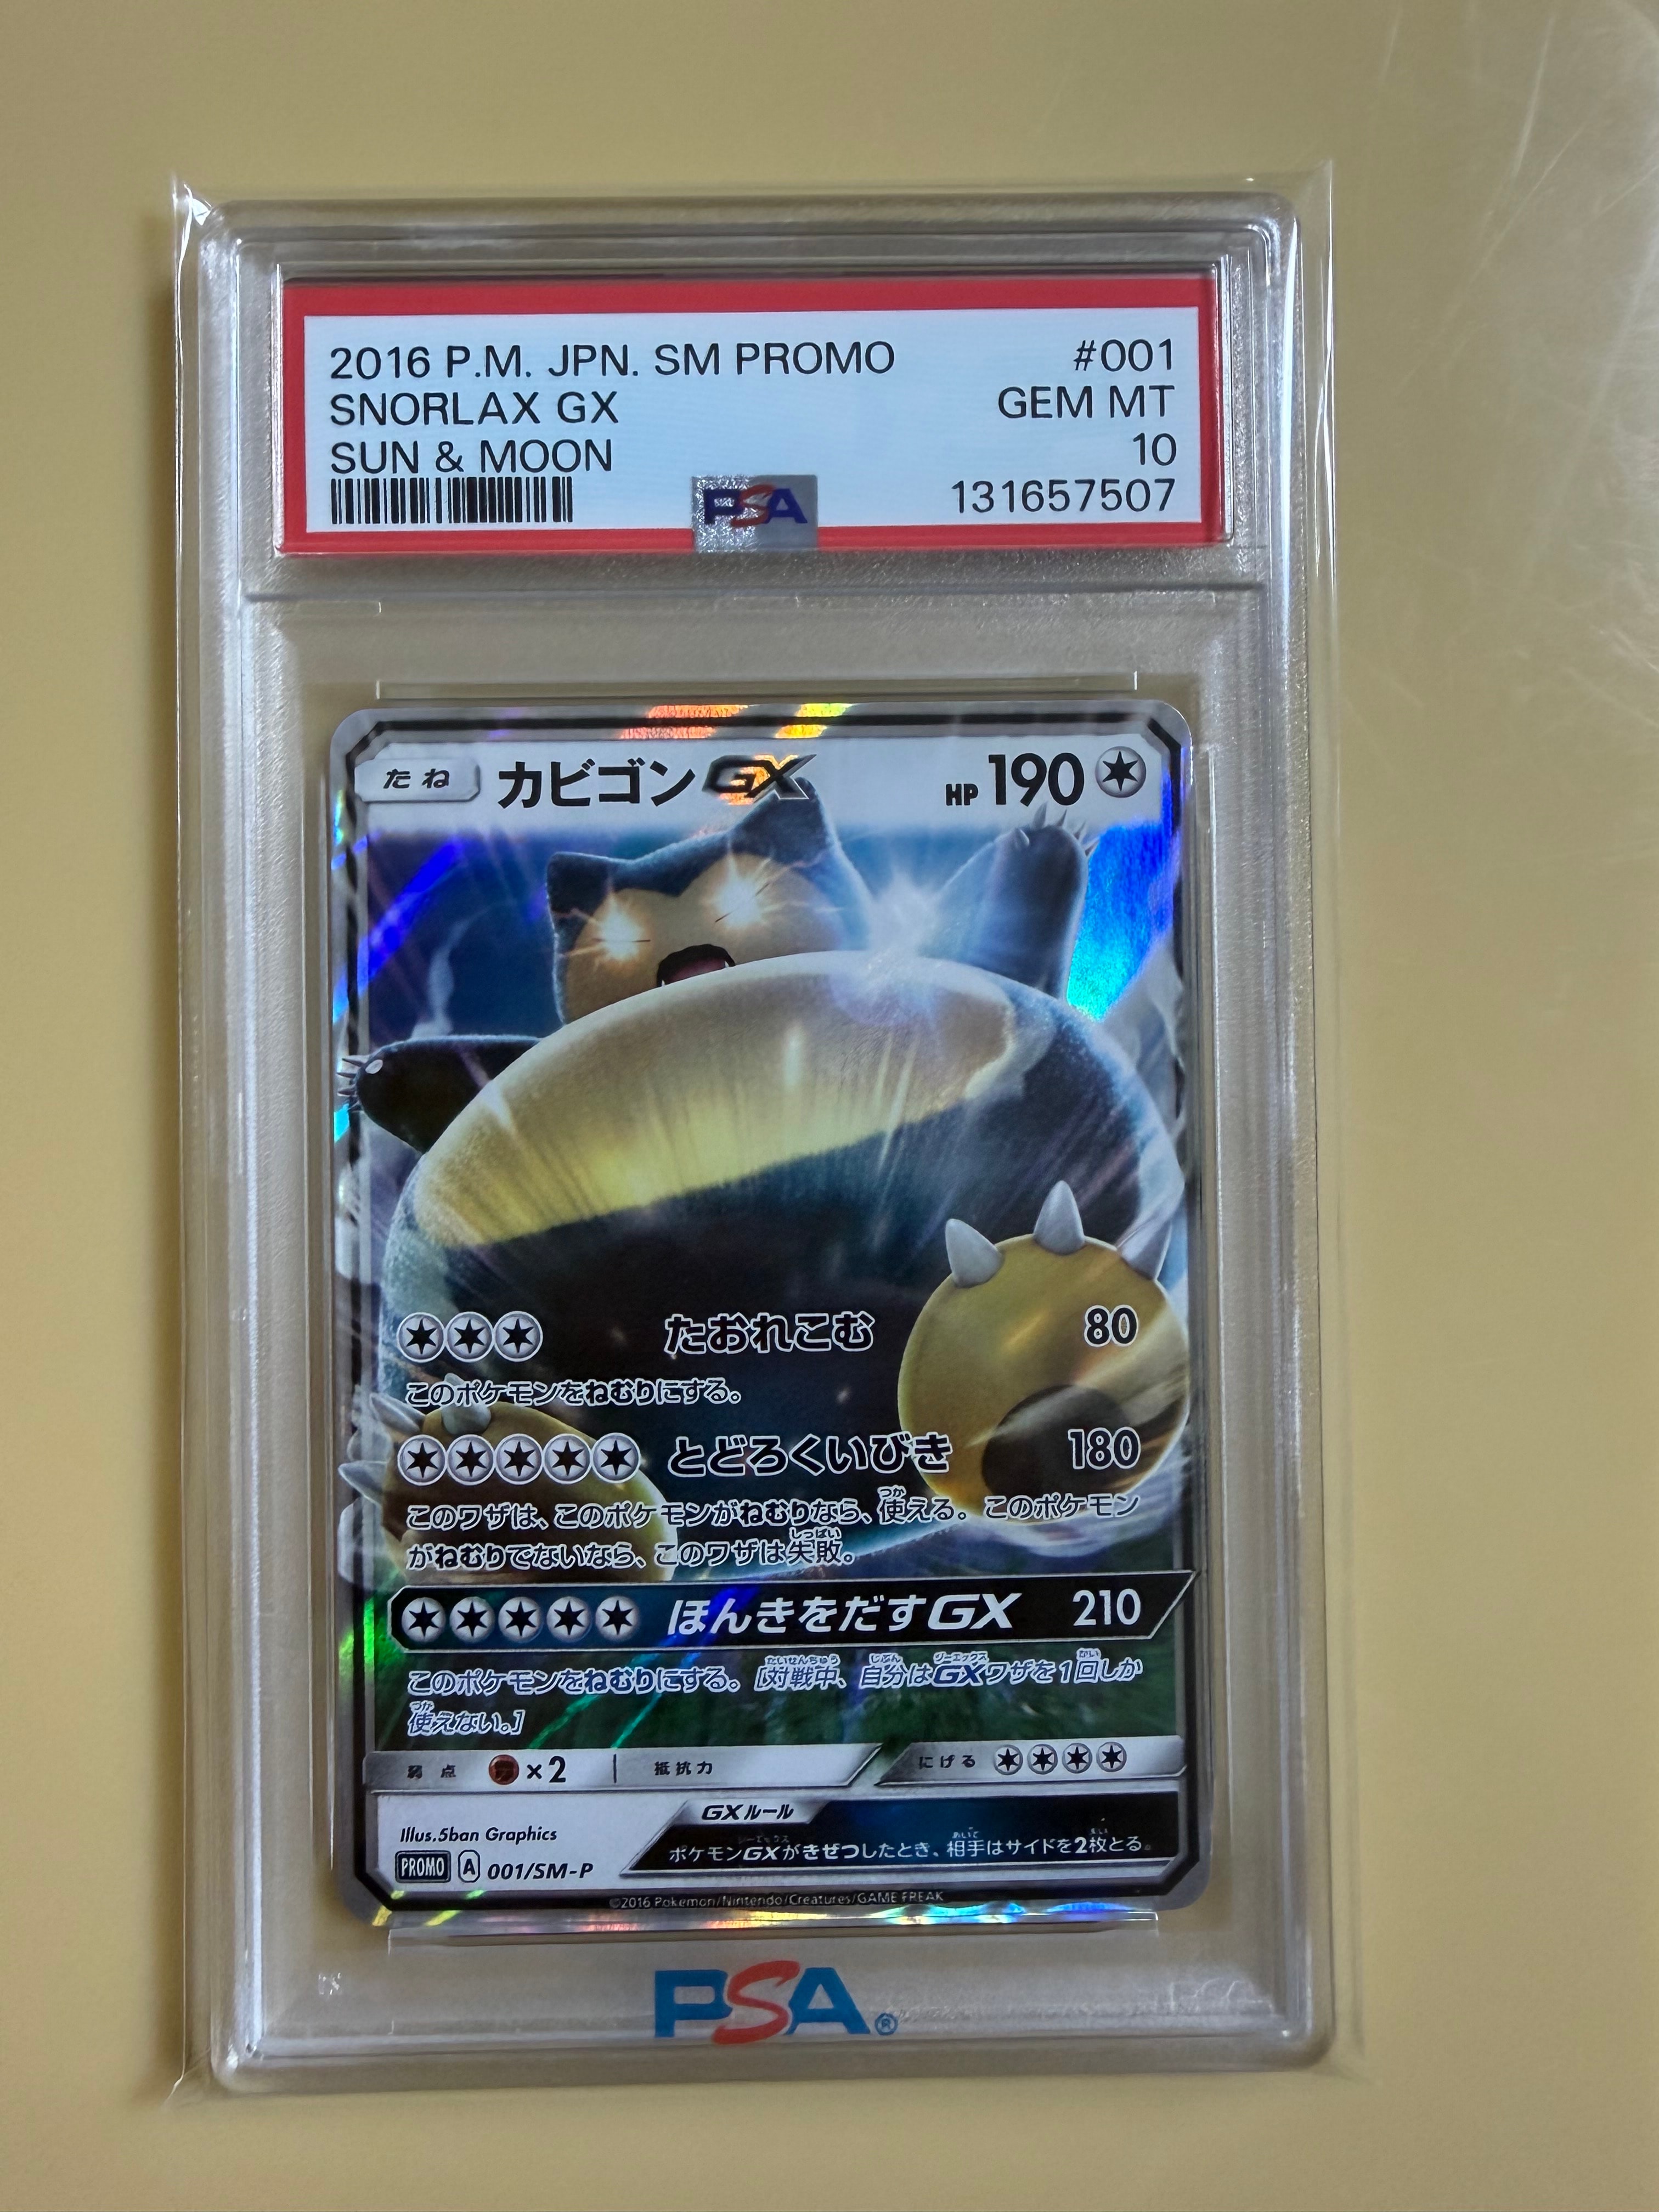 2016 P.M. JPN. SM PROMO #001
SNORLAX GX GEM MT
SUN & MOON 10
PSA 131657507
たね カビゴンGX HP 190
たおれこむ 80
このポケモンをねむりにする。
とどろくいびき 180
このワザは、このポケモンがねむりなら、使える。このポケモン
がねむりでないなら、このワザは失敗。
ほんきをだすGX 210
このポケモンをねむりにする。[対戦中、自分はGXワザを1回しか
使えない。]
弱点 ×2 抵抗力 にげる
GXルール
Illus.5ban Graphics
ポケモンGXがきぜつしたとき、相手はサイドを2枚とる。
PROMO A 001/SM-P
©2016 Pokémon/Nintendo/Creatures/GAME FREAK
PSA®